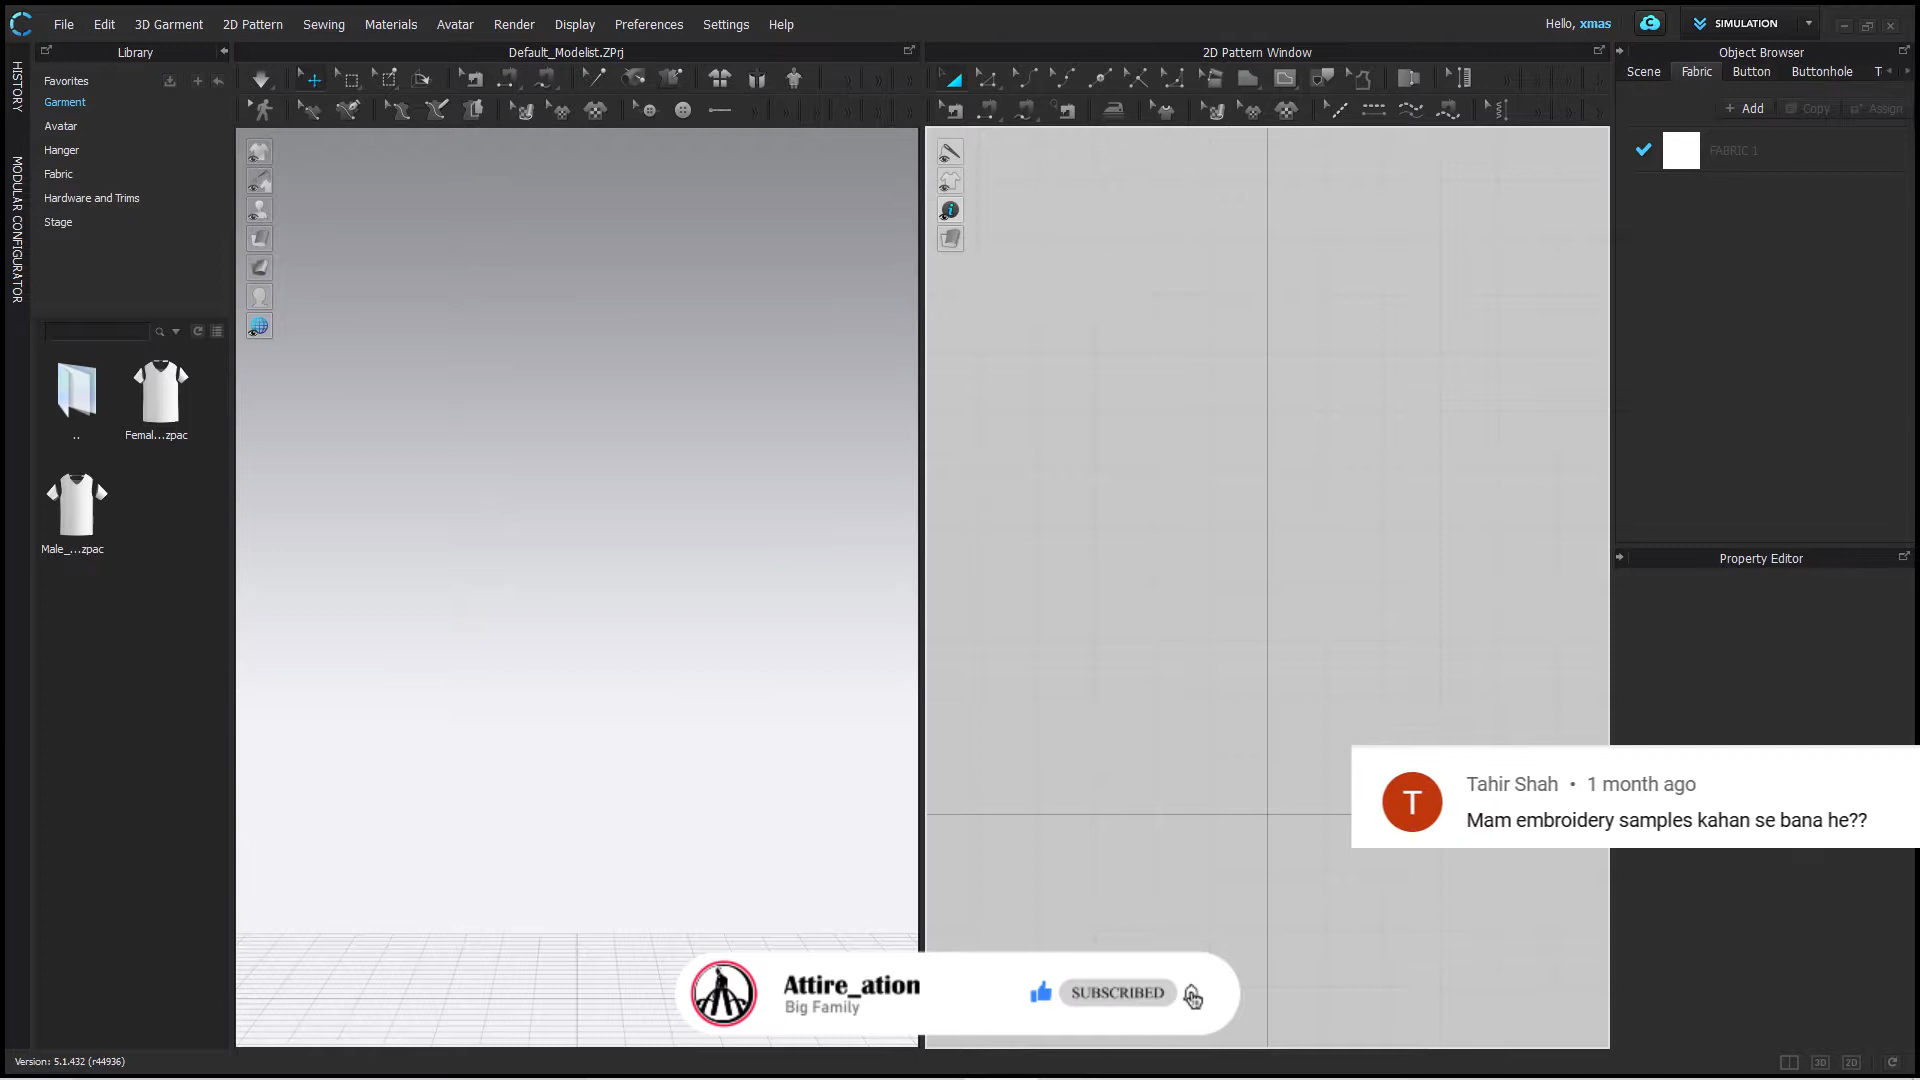 File Edit 3D Garment 2D Pattern Sewing Materials Avatar Render Display Preferences Settings Help
Hello, xmas
SIMULATION
Library
Default_Modelist.ZPrj
2D Pattern Window
Object Browser
HISTORY
MODULAR CONFIGURATOR
Favorites
Garment
Avatar
Hanger
Fabric
Hardware and Trims
Stage
..
Femal...zpac
Male_...zpac
Scene Fabric Button Buttonhole T
+ Add Copy Assign
FABRIC 1
Property Editor
T
Tahir Shah • 1 month ago
Mam embroidery samples kahan se bana he??
Attire_ation
Big Family
SUBSCRIBED
Version: 5.1.432 (r44936)
3D 2D